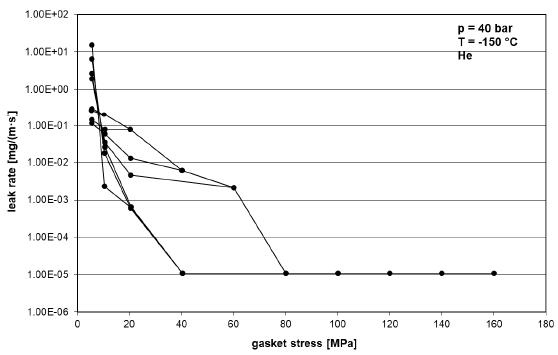 1.00E+02
1.00E+01
1.00E+00
1.00E-01
1.00E-02
1.00E-03
1.00E-04
1.00E-05
1.00E-06
leak rate [mg/(m·s]
p = 40 bar
T = -150 °C
He
0 20 40 60 80 100 120 140 160 180
gasket stress [MPa]